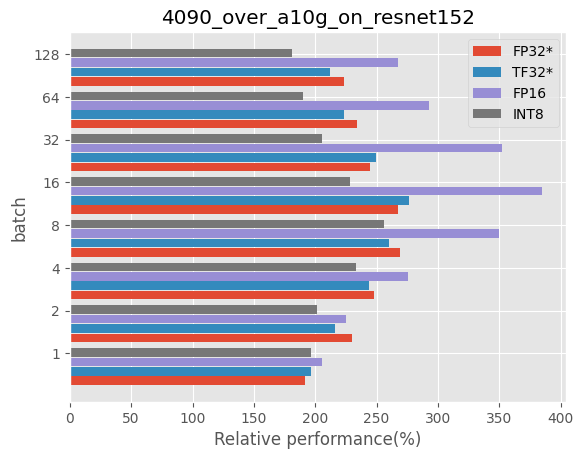 4090_over_a10g_on_resnet152
FP32*
TF32*
FP16
INT8
batch
128
64
32
16
8
4
2
1
0 50 100 150 200 250 300 350 400
Relative performance(%)